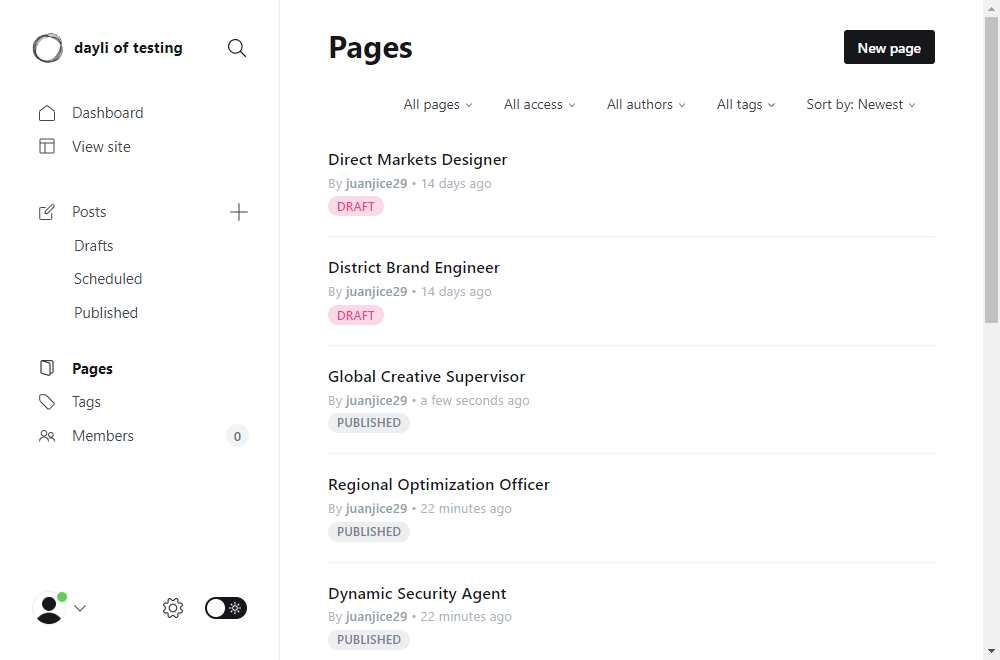 dayli of testing
Dashboard
View site
Posts
Drafts
Scheduled
Published
Pages
Tags
Members
0
Pages
New page
All pages
All access
All authors
All tags
Sort by: Newest
Direct Markets Designer
By juanjice29 • 14 days ago
DRAFT
District Brand Engineer
By juanjice29 • 14 days ago
DRAFT
Global Creative Supervisor
By juanjice29 • a few seconds ago
PUBLISHED
Regional Optimization Officer
By juanjice29 • 22 minutes ago
PUBLISHED
Dynamic Security Agent
By juanjice29 • 22 minutes ago
PUBLISHED